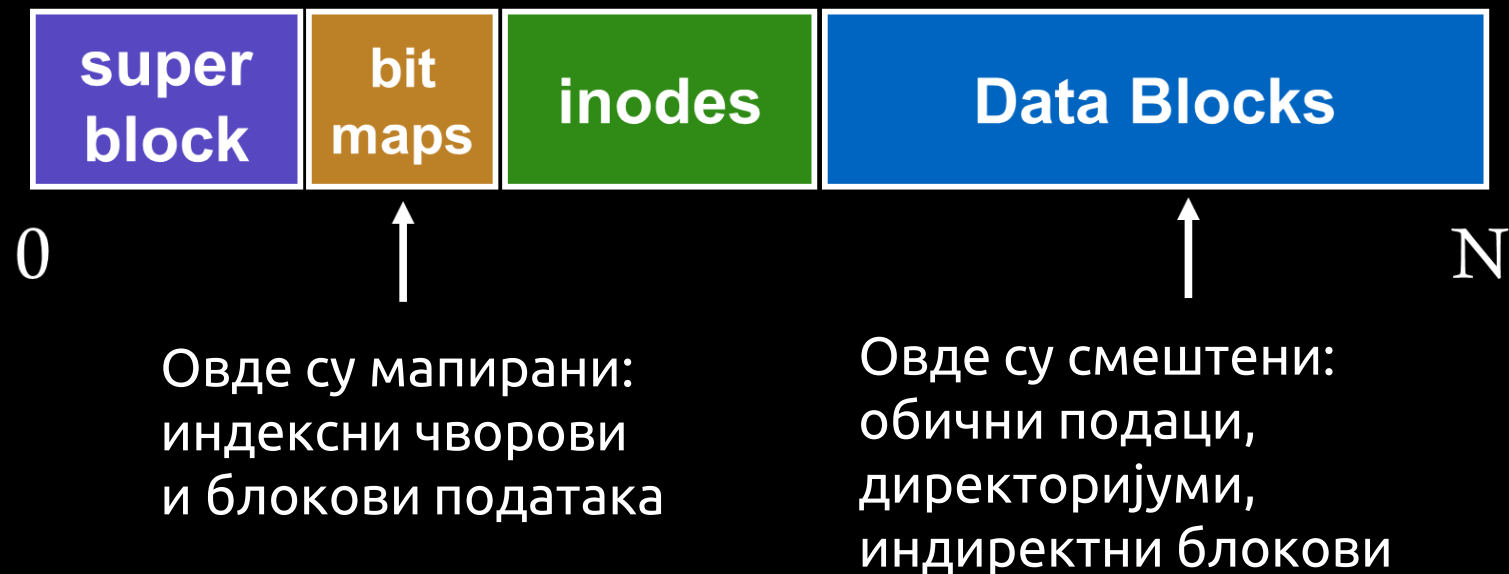 super
block
bit
maps
inodes
Data Blocks
0
N
Овде су мапирани:
индексни чворови
и блокови података
Овде су смештени:
обични подаци,
директоријуми,
индиректни блокови